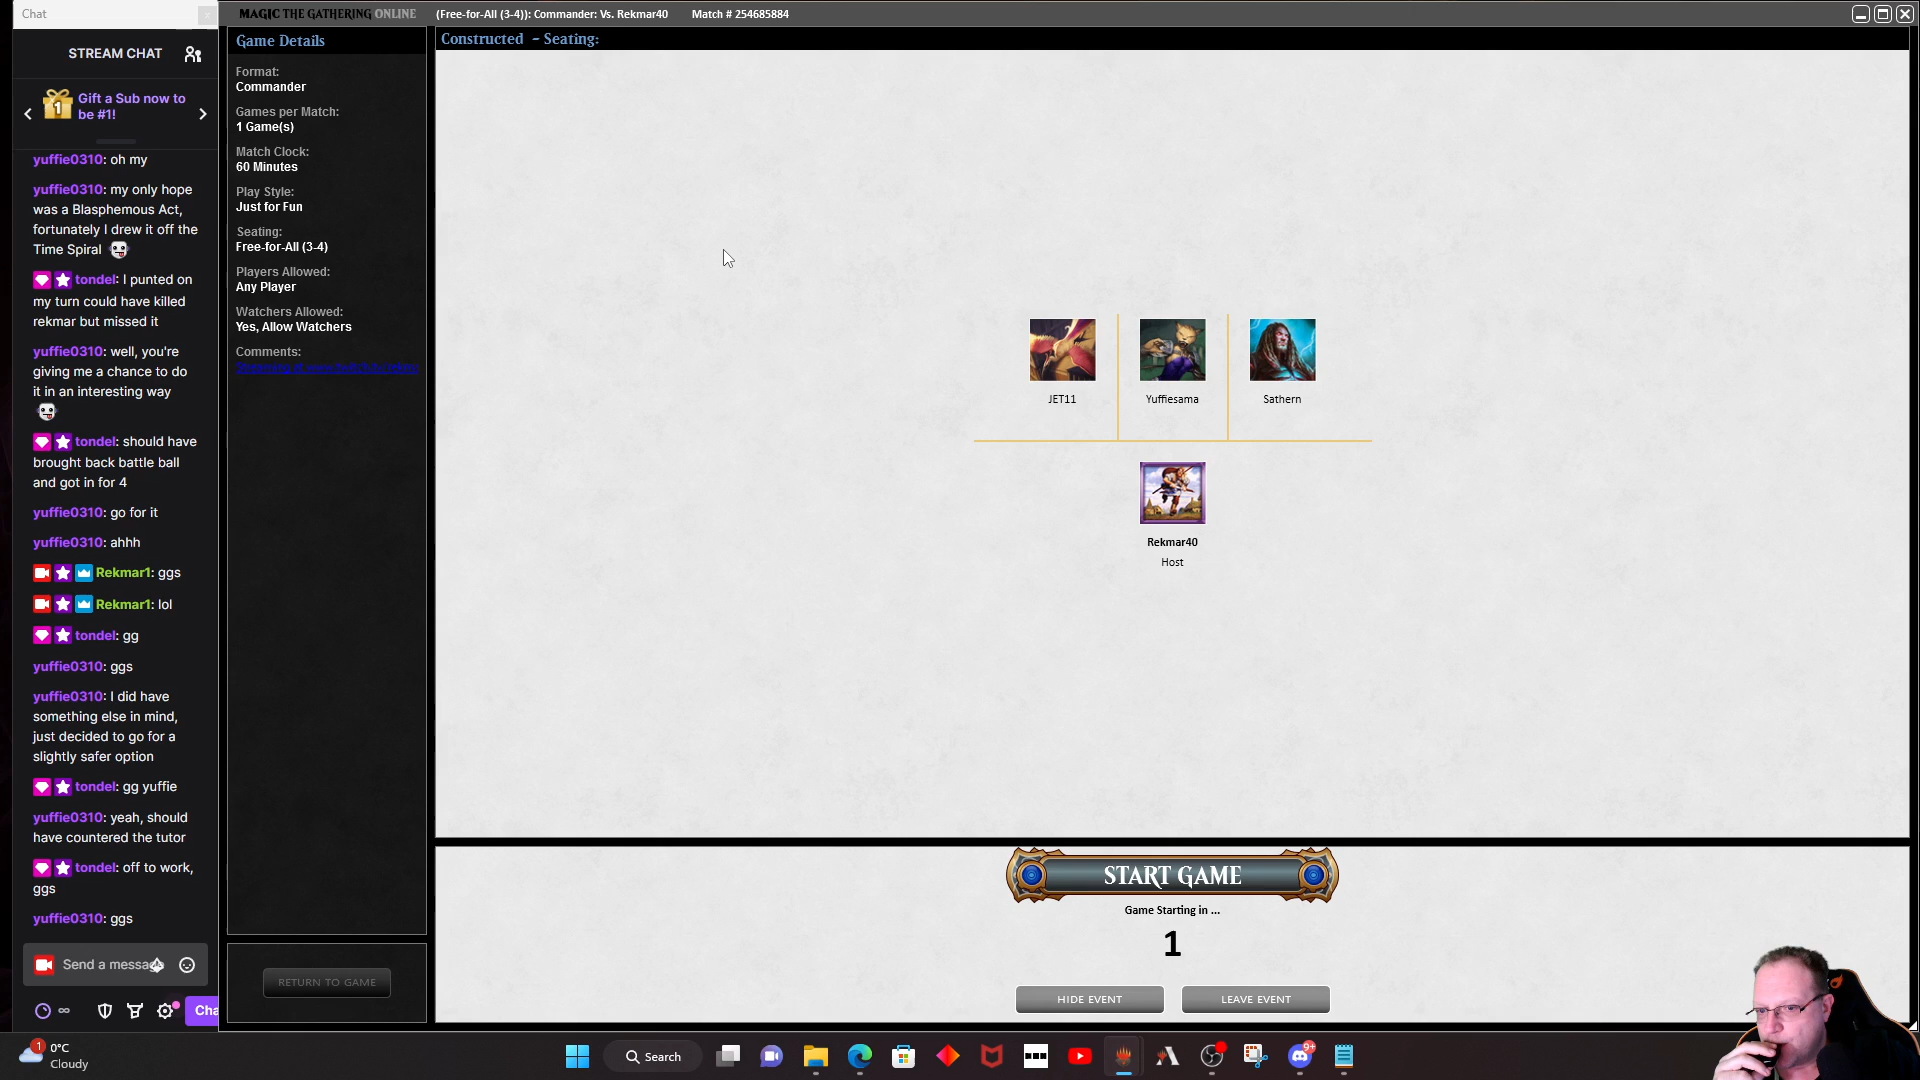 Chat
x
MAGIC THE GATHERING ONLINE
(Free-for-All (3-4)): Commander: Vs. Rekmar40
Match # 254685884
STREAM CHAT
1
Gift a Sub now to
be #1!
yuffie0310: oh my
yuffie0310: my only hope
was a Blasphemous Act,
fortunately I drew it off the
Time Spiral
tondel: I punted on
my turn could have killed
rekmar but missed it
yuffie0310: well, you're
giving me a chance to do
it in an interesting way
tondel: should have
brought back battle ball
and got in for 4
yuffie0310: go for it
yuffie0310: ahhh
Rekmar1: ggs
Rekmar1: lol
tondel: gg
yuffie0310: ggs
yuffie0310: I did have
something else in mind,
just decided to go for a
slightly safer option
tondel: gg yuffie
yuffie0310: yeah, should
have countered the tutor
tondel: off to work,
ggs
yuffie0310: ggs
Send a messag
Cha
Game Details
Format:
Commander
Games per Match:
1 Game(s)
Match Clock:
60 Minutes
Play Style:
Just for Fun
Seating:
Free-for-All (3-4)
Players Allowed:
Any Player
Watchers Allowed:
Yes, Allow Watchers
Comments:
RETURN TO GAME
Constructed - Seating:
JET11
Yuffiesama
Sathern
Rekmar40
Host
START GAME
Game Starting in ...
1
HIDE EVENT
LEAVE EVENT
1
0°C
Cloudy
Search
9+